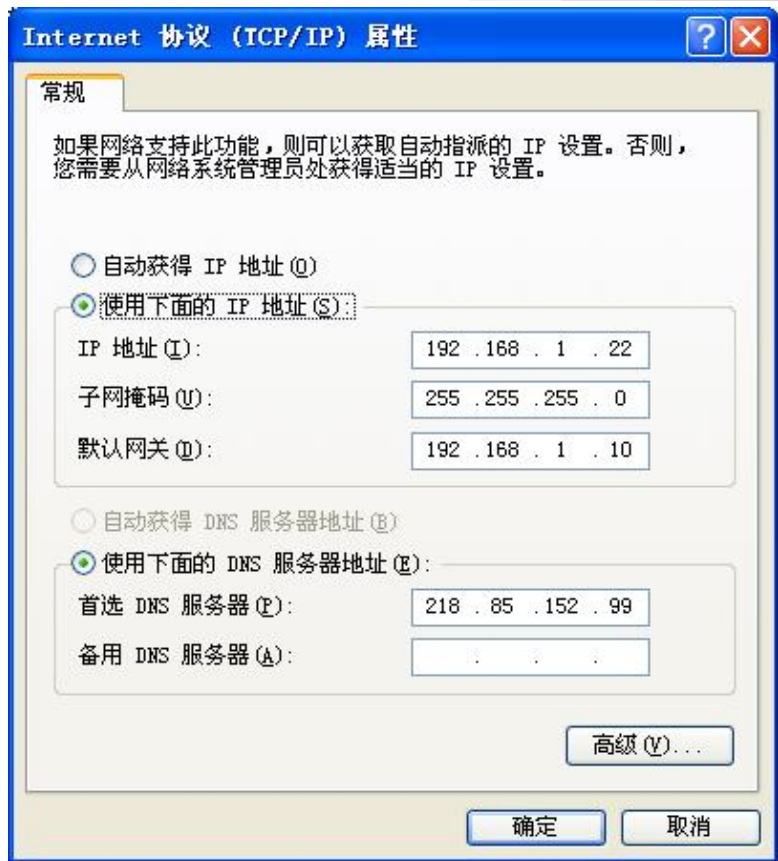 Internet 协议 (TCP/IP) 属性
常规
如果网络支持此功能，则可以获取自动指派的 IP 设置。否则，
您需要从网络系统管理员处获得适当的 IP 设置。
自动获得 IP 地址(O)
使用下面的 IP 地址(S):
IP 地址(I): 192 .168 . 1 . 22
子网掩码(U): 255 .255 .255 . 0
默认网关(D): 192 .168 . 1 . 10
自动获得 DNS 服务器地址(B)
使用下面的 DNS 服务器地址(E):
首选 DNS 服务器(P): 218 . 85 .152 . 99
备用 DNS 服务器(A): . . .
高级(V)...
确定 取消